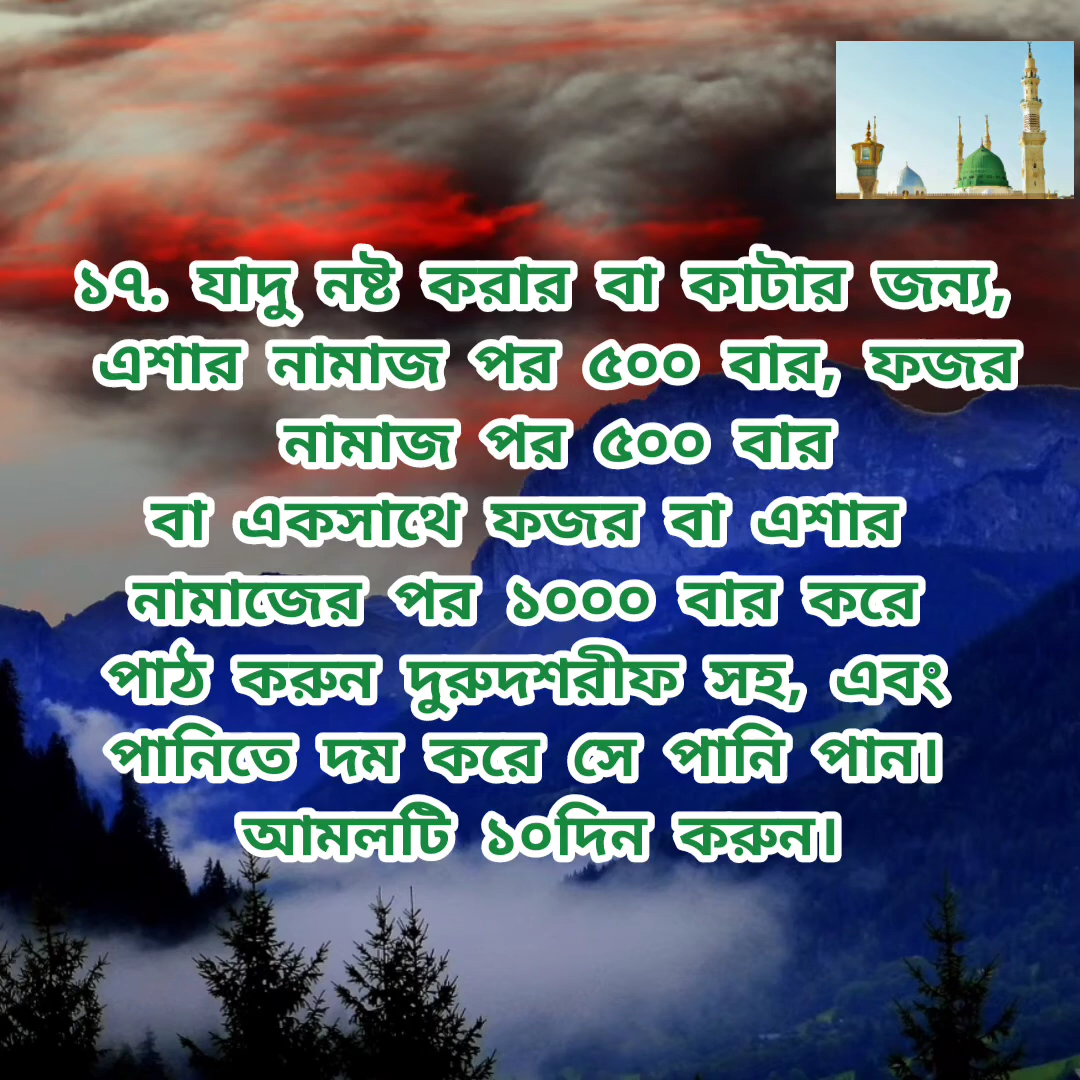 ১৭. যাদু নষ্ট করার বা কাটার জন্য,
এশার নামাজ পর ৫০০ বার, ফজর
নামাজ পর ৫০০ বার
বা একসাথে ফজর বা এশার
নামাজের পর ১০০০ বার করে
পাঠ করুন দুরুদশরীফ সহ, এবং
পানিতে দম করে সে পানি পান।
আমলটি ১০দিন করুন।